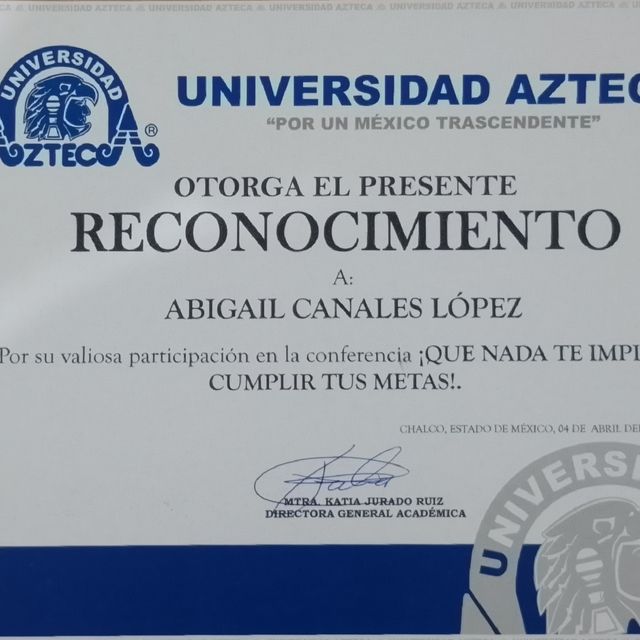 UNIVERSIDAD AZTECA UNIVERSIDAD AZTECA UNIVERSIDAD AZTECA UNIVERSIDAD AZTECA UNIVERSIDAD AZTECA
UNIVERSIDAD
AZTECA®
UNIVERSIDAD AZTEC
“POR UN MÉXICO TRASCENDENTE”
OTORGA EL PRESENTE
RECONOCIMIENTO
A:
ABIGAIL CANALES LÓPEZ
Por su valiosa participación en la conferencia ¡QUE NADA TE IMPI
CUMPLIR TUS METAS!.
CHALCO, ESTADO DE MÉXICO, 04 DE ABRIL DE
MTRA. KATIA JURADO RUIZ
DIRECTORA GENERAL ACADÉMICA
UNIVERSI